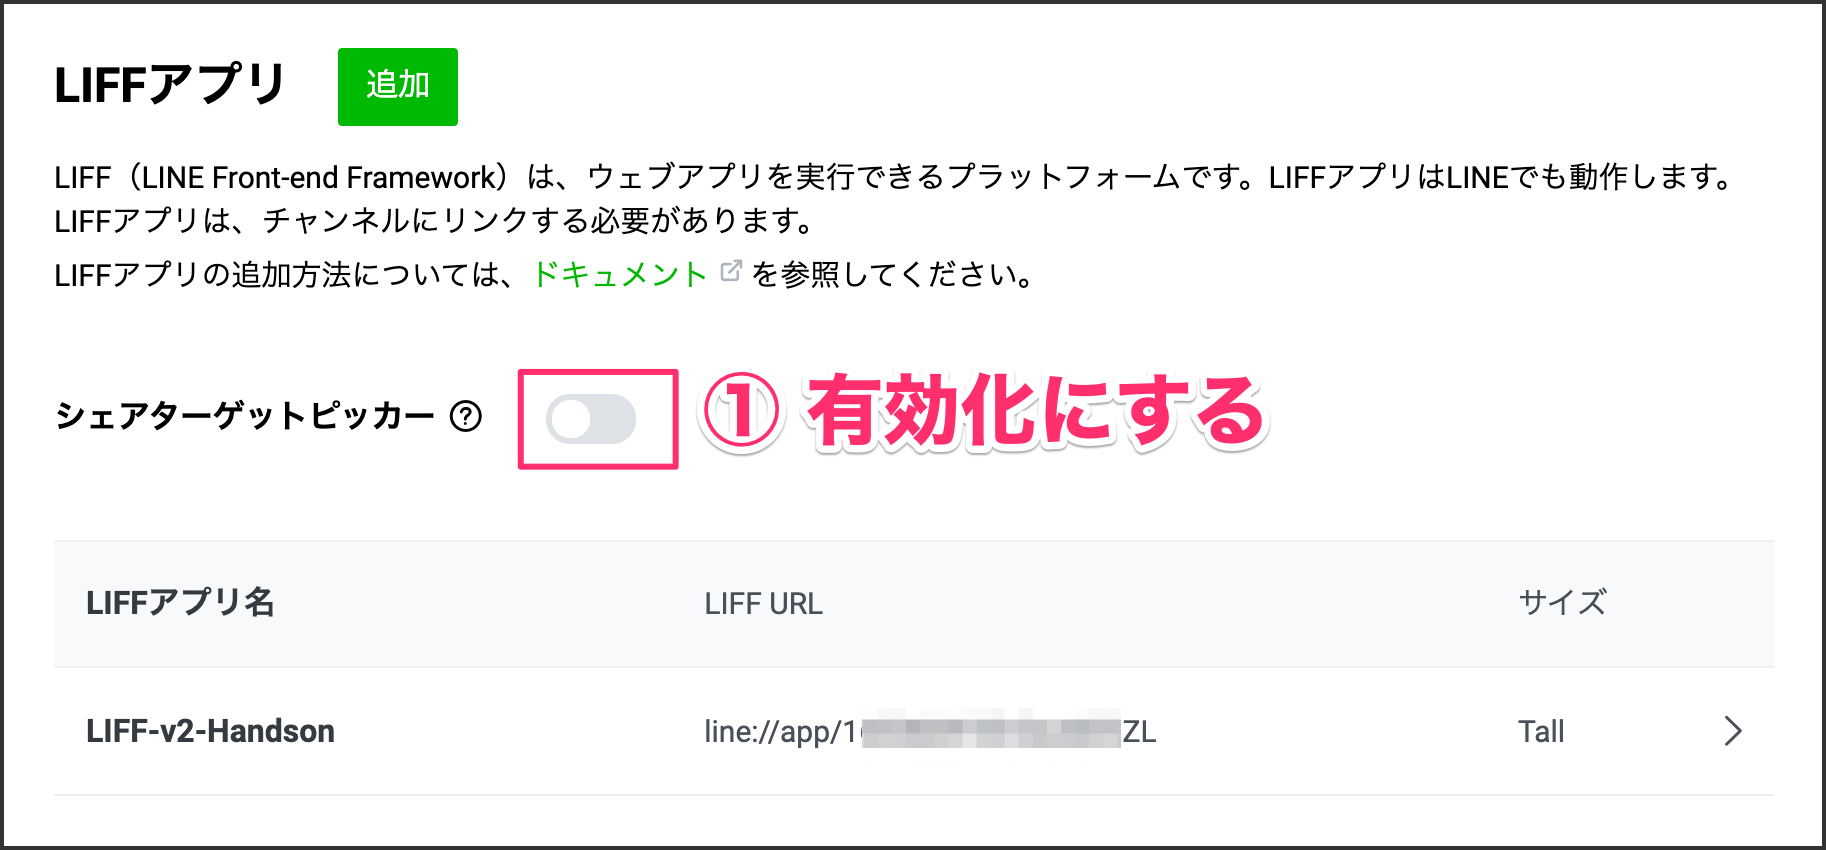 LIFFアプリ 追加
LIFF（LINE Front-end Framework）は、ウェブアプリを実行できるプラットフォームです。LIFFアプリはLINEでも動作します。
LIFFアプリは、チャンネルにリンクする必要があります。
LIFFアプリの追加方法については、ドキュメント を参照してください。
シェアターゲットピッカー ? ① 有効化にする
LIFFアプリ名 LIFF URL サイズ
LIFF-v2-Handson line://app/1 ZL Tall